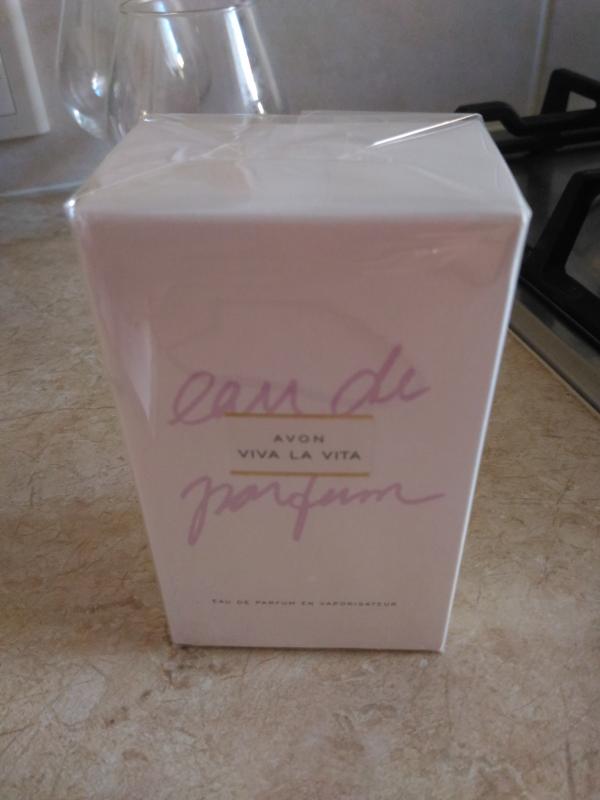 eau de
AVON
VIVA LA VITA
parfum
EAU DE PARFUM EN VAPORISATEUR